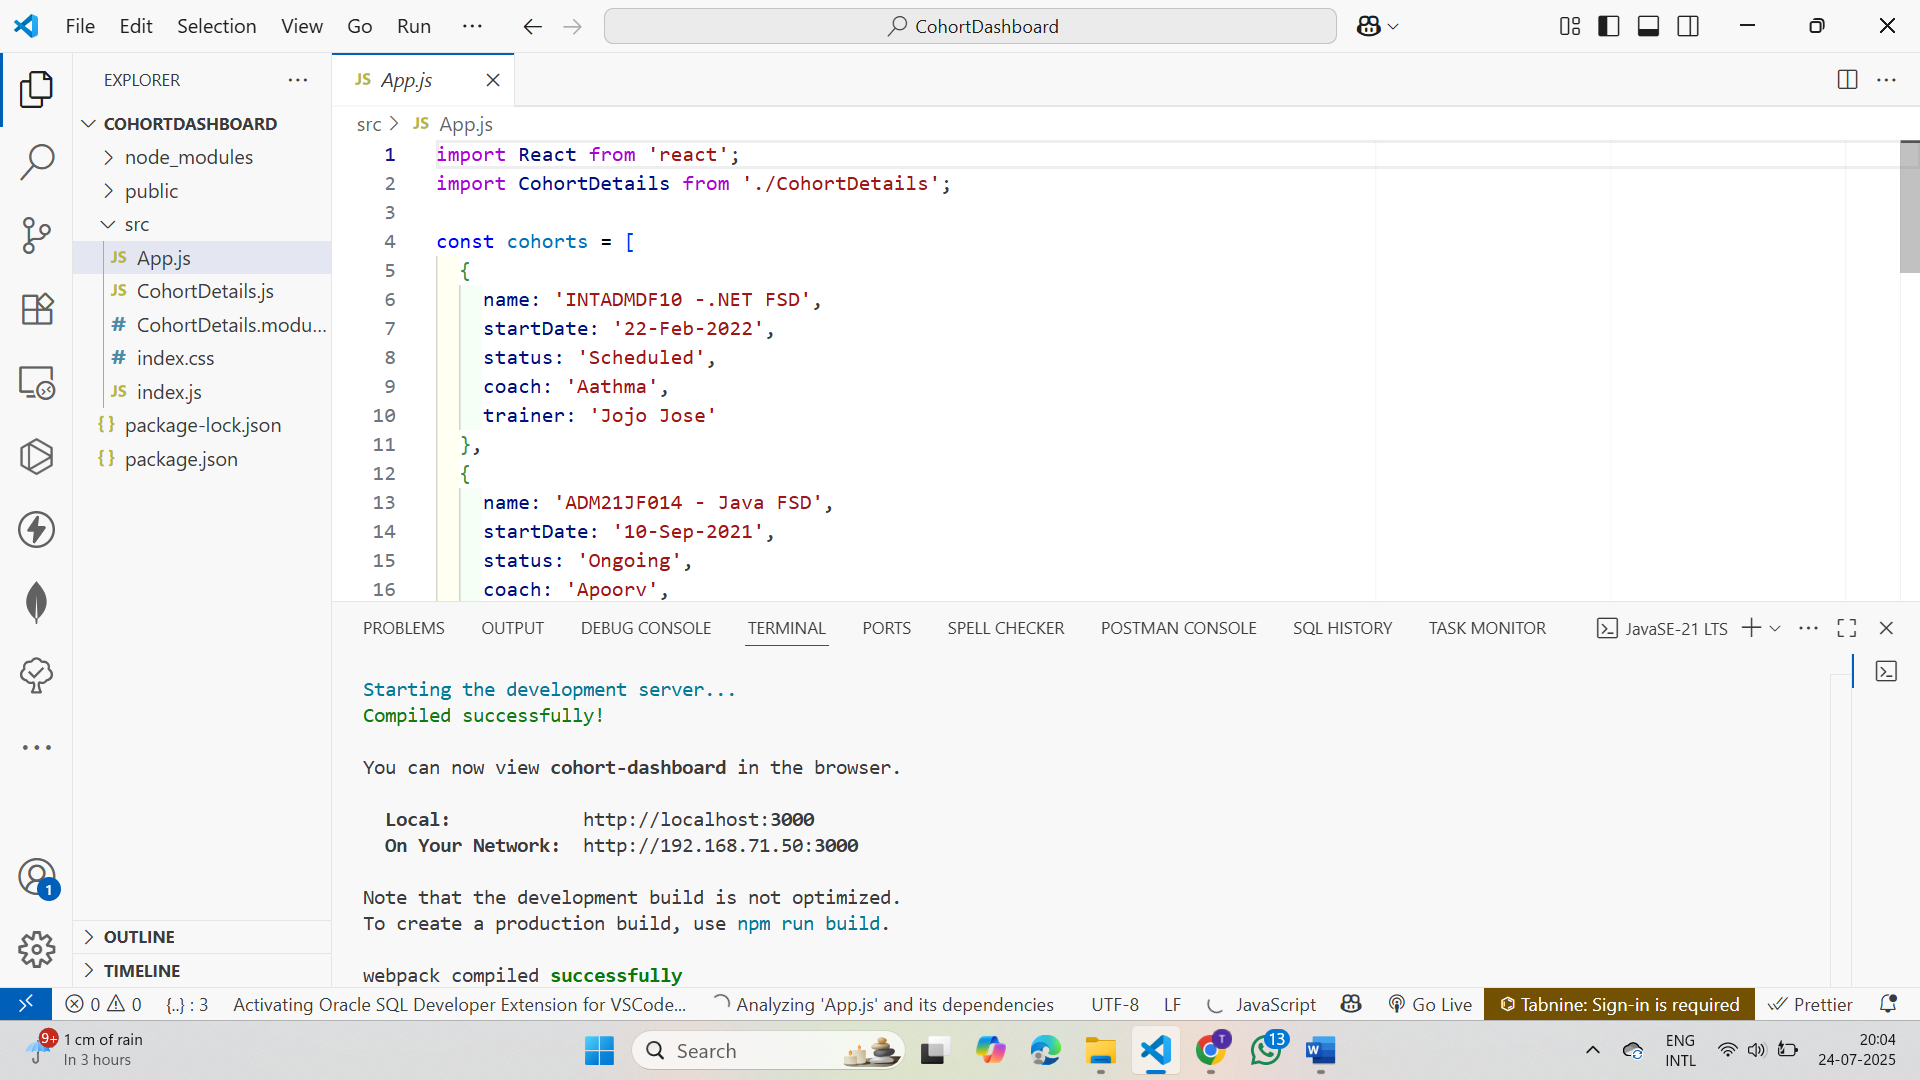 File Edit Selection View Go Run ··· CohortDashboard
EXPLORER
COHORTDASHBOARD
node_modules
public
src
JS App.js
JS CohortDetails.js
# CohortDetails.modu...
# index.css
JS index.js
{} package-lock.json
{} package.json
OUTLINE
TIMELINE
JS App.js
src > JS App.js
1 import React from 'react';
2 import CohortDetails from './CohortDetails';
3
4 const cohorts = [
5 {
6 name: 'INTADMDF10 -.NET FSD',
7 startDate: '22-Feb-2022',
8 status: 'Scheduled',
9 coach: 'Aathma',
10 trainer: 'Jojo Jose'
11 },
12 {
13 name: 'ADM21JF014 - Java FSD',
14 startDate: '10-Sep-2021',
15 status: 'Ongoing',
16 coach: 'Apoorv',
PROBLEMS OUTPUT DEBUG CONSOLE TERMINAL PORTS SPELL CHECKER POSTMAN CONSOLE SQL HISTORY TASK MONITOR JavaSE-21 LTS
Starting the development server...
Compiled successfully!
You can now view cohort-dashboard in the browser.
Local: http://localhost:3000
On Your Network: http://192.168.71.50:3000
Note that the development build is not optimized.
To create a production build, use npm run build.
webpack compiled successfully
1
0 0 {..} : 3 Activating Oracle SQL Developer Extension for VSCode... Analyzing 'App.js' and its dependencies UTF-8 LF JavaScript Go Live Tabnine: Sign-in is required Prettier
9+ 1 cm of rain
In 3 hours
Search
T
13
W
ENG
INTL
20:04
24-07-2025